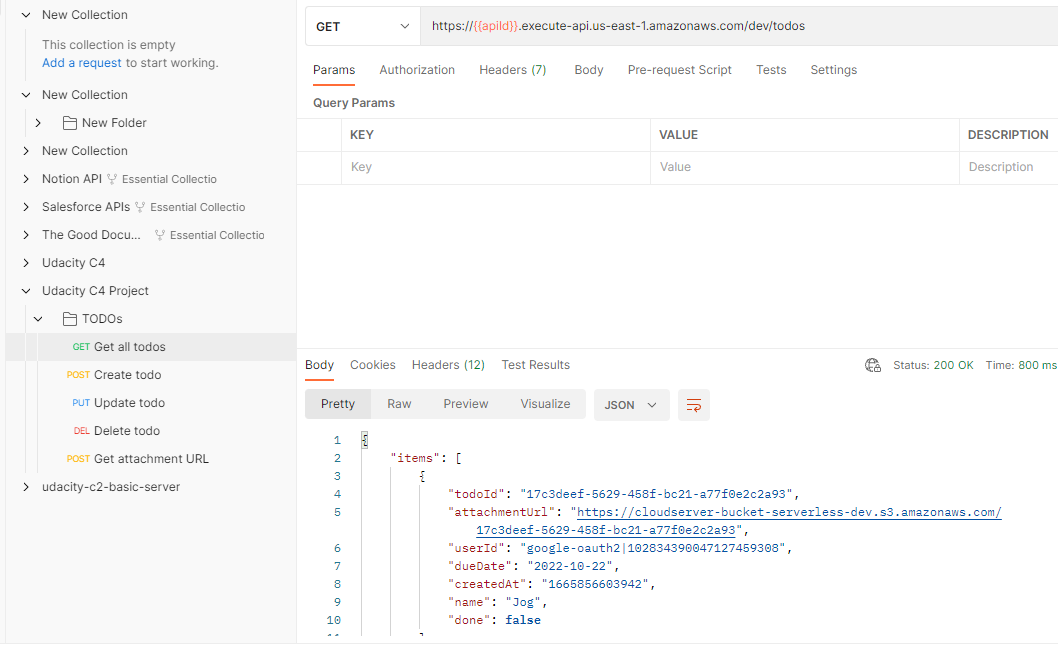 New Collection
This collection is empty
Add a request to start working.
New Collection
New Folder
New Collection
Notion API Essential Collectio
Salesforce APIs Essential Collectio
The Good Docu... Essential Collectio
Udacity C4
Udacity C4 Project
TODOs
GET Get all todos
POST Create todo
PUT Update todo
DEL Delete todo
POST Get attachment URL
udacity-c2-basic-server
GET https://{{apiId}}.execute-api.us-east-1.amazonaws.com/dev/todos
Params Authorization Headers (7) Body Pre-request Script Tests Settings
Query Params
KEY VALUE DESCRIPTION
Key Value Description
Body Cookies Headers (12) Test Results Status: 200 OK Time: 800 ms
Pretty Raw Preview Visualize JSON
1 {
2 "items": [
3 {
4 "todoId": "17c3deef-5629-458f-bc21-a77f0e2c2a93",
5 "attachmentUrl": "https://cloudserver-bucket-serverless-dev.s3.amazonaws.com/
17c3deef-5629-458f-bc21-a77f0e2c2a93",
6 "userId": "google-oauth2|102834390047127459308",
7 "dueDate": "2022-10-22",
8 "createdAt": "1665856603942",
9 "name": "Jog",
10 "done": false